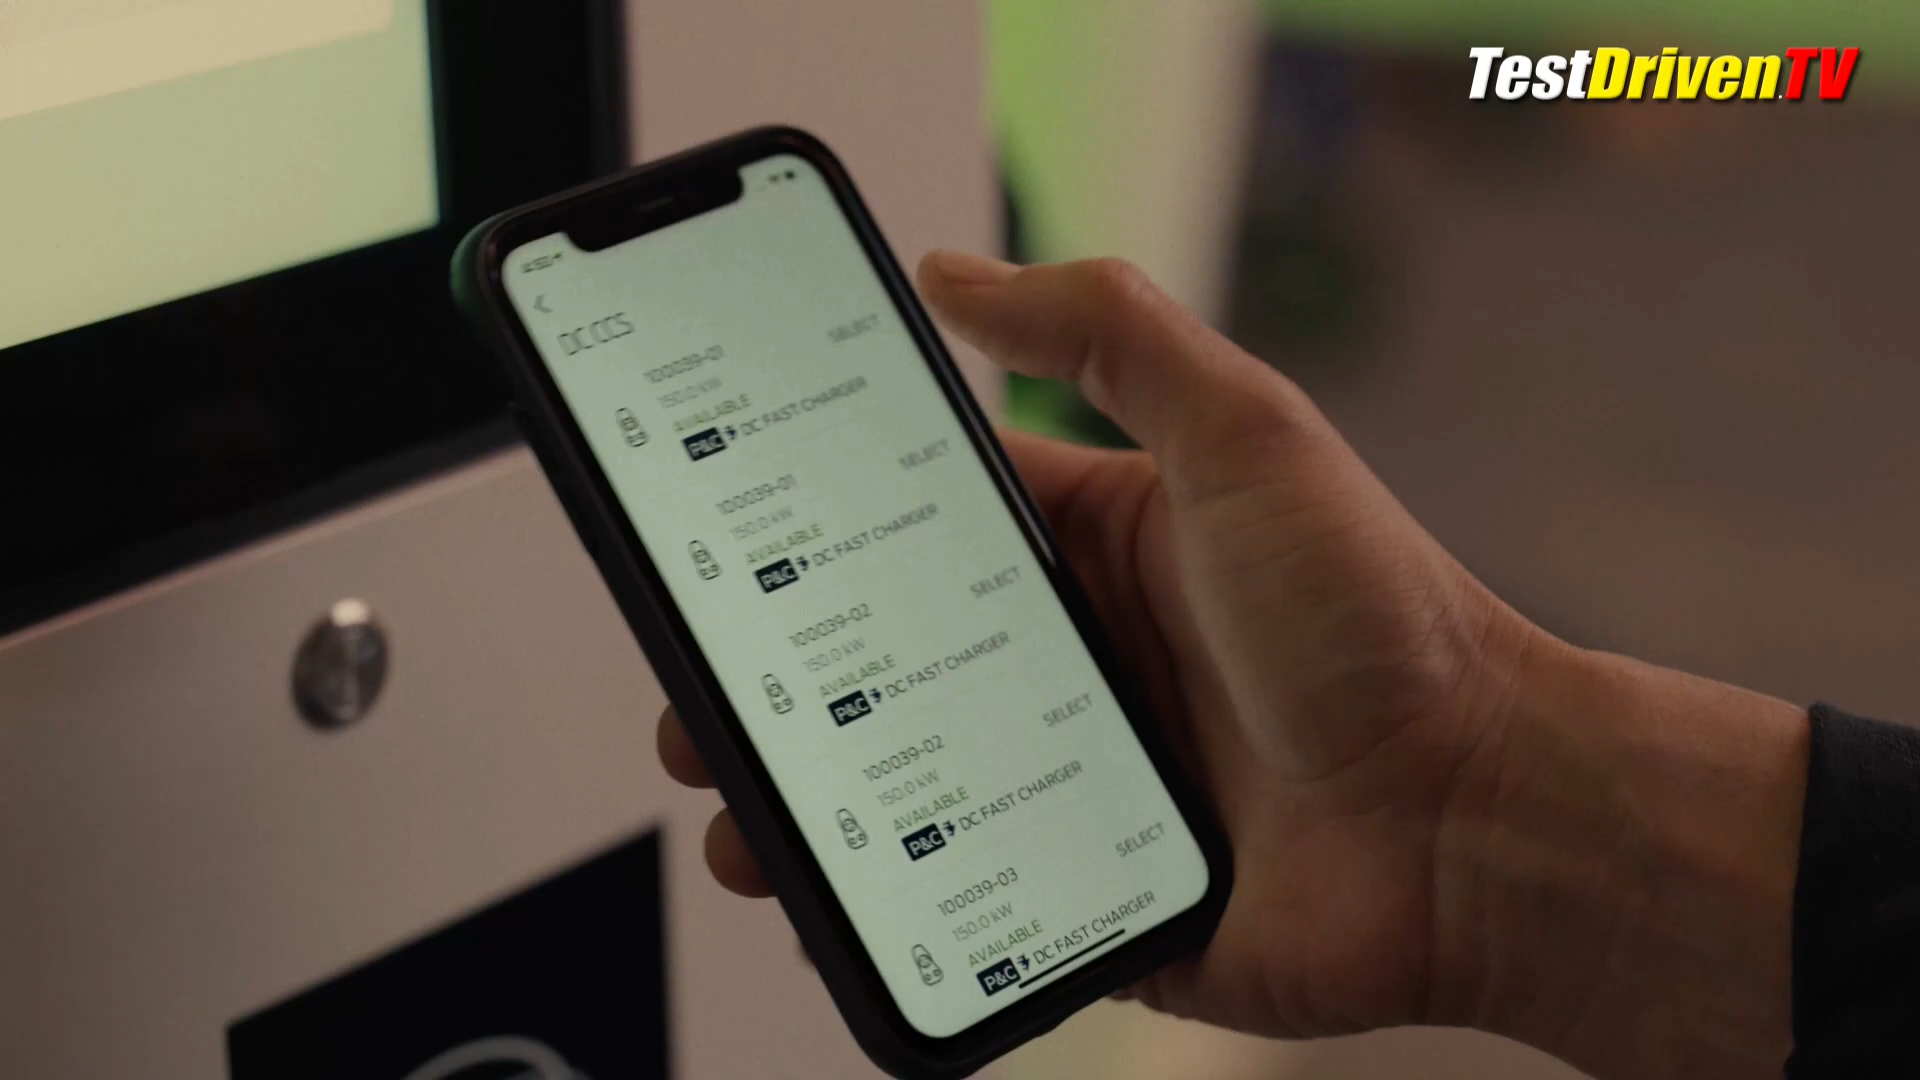 TestDrivenTV
DC CCS
100039-01
SELECT
150.0 kW
AVAILABLE
P&C DC FAST CHARGER
100039-01
SELECT
150.0 kW
AVAILABLE
P&C DC FAST CHARGER
100039-02
SELECT
150.0 kW
AVAILABLE
P&C DC FAST CHARGER
100039-02
SELECT
150.0 kW
AVAILABLE
P&C DC FAST CHARGER
100039-03
SELECT
150.0 kW
AVAILABLE
P&C DC FAST CHARGER